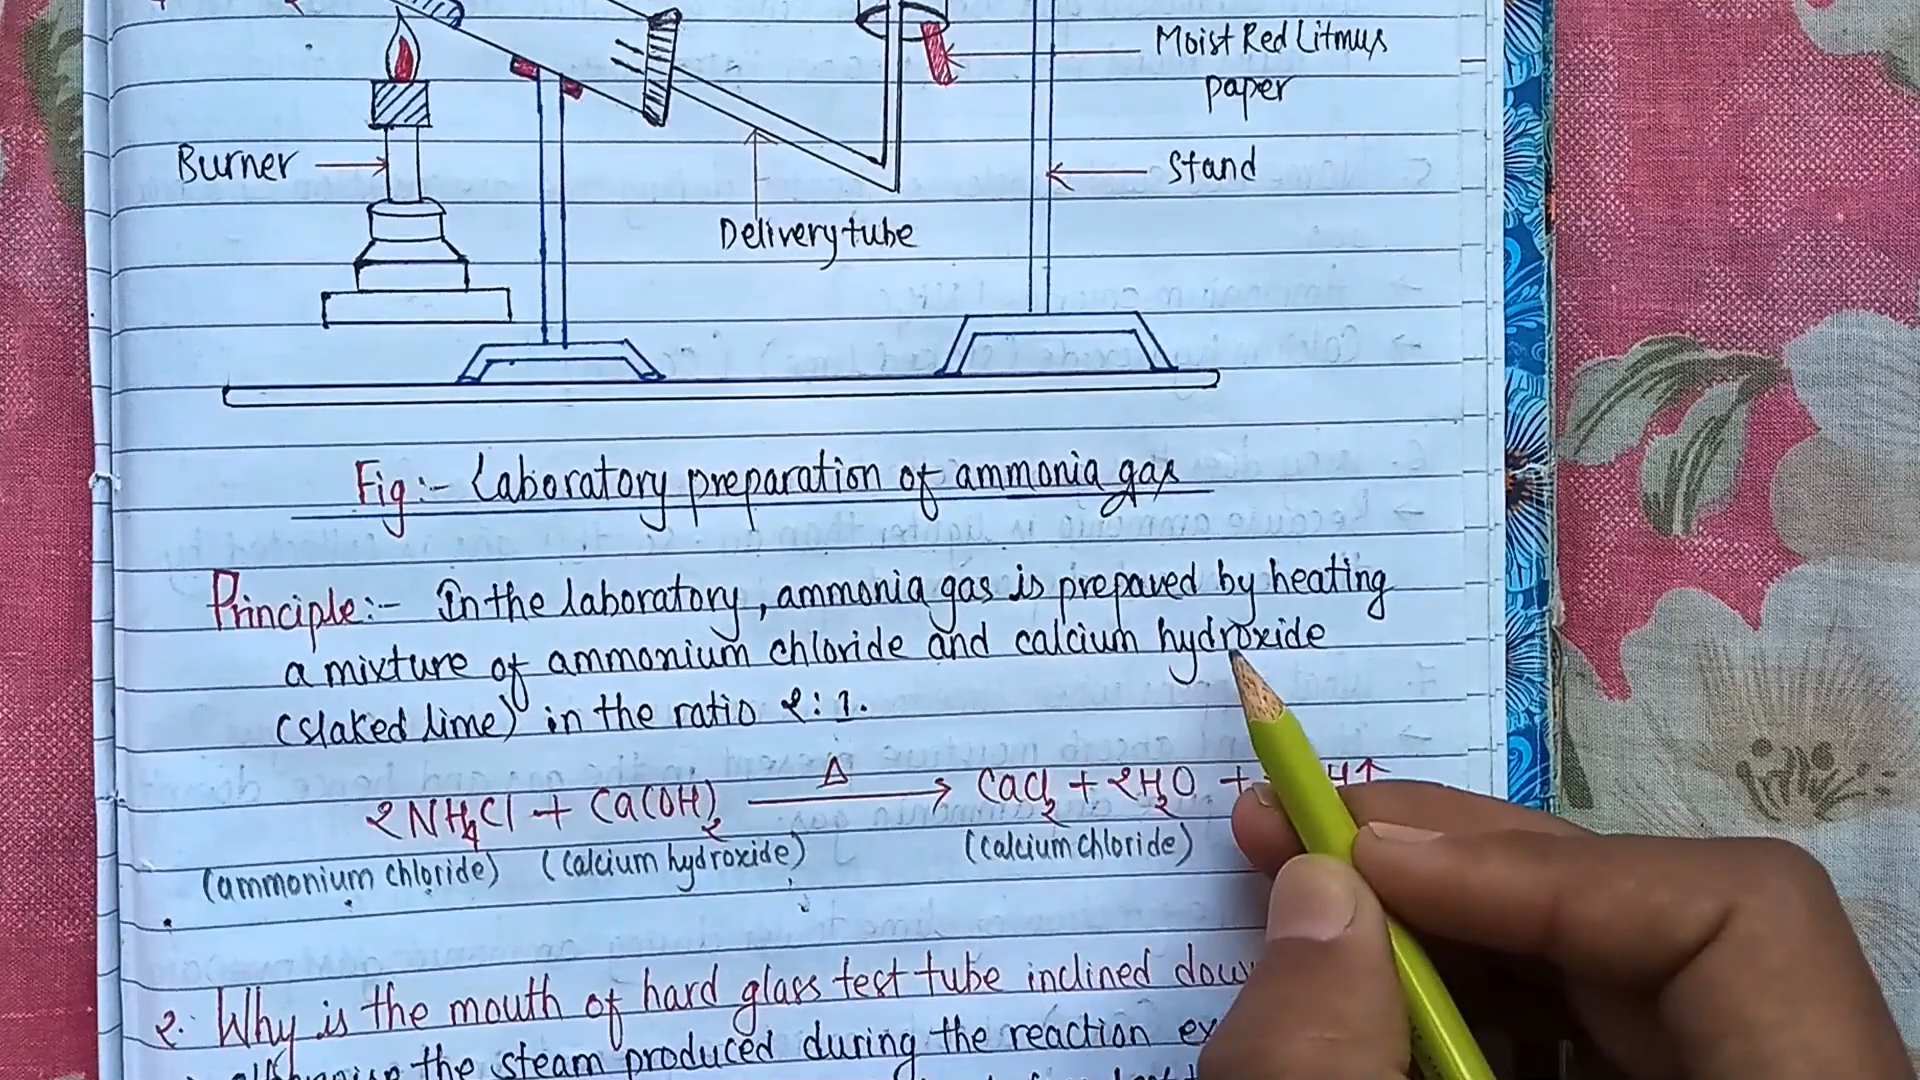 Moist Red Litmus
paper
Burner
Stand
Delivery tube
Fig:- Laboratory preparation of ammonia gas
Principle:- In the laboratory, ammonia gas is prepared by heating
a mixture of ammonium chloride and calcium hydroxide
(slaked lime) in the ratio 2:1.
Δ
2NH₄Cl + Ca(OH)₂ → CaCl₂ + 2H₂O +
(ammonium chloride) (Calcium hydroxide) (Calcium chloride)
2. Why is the mouth of hard glass test tube inclined
the steam produced during the reaction